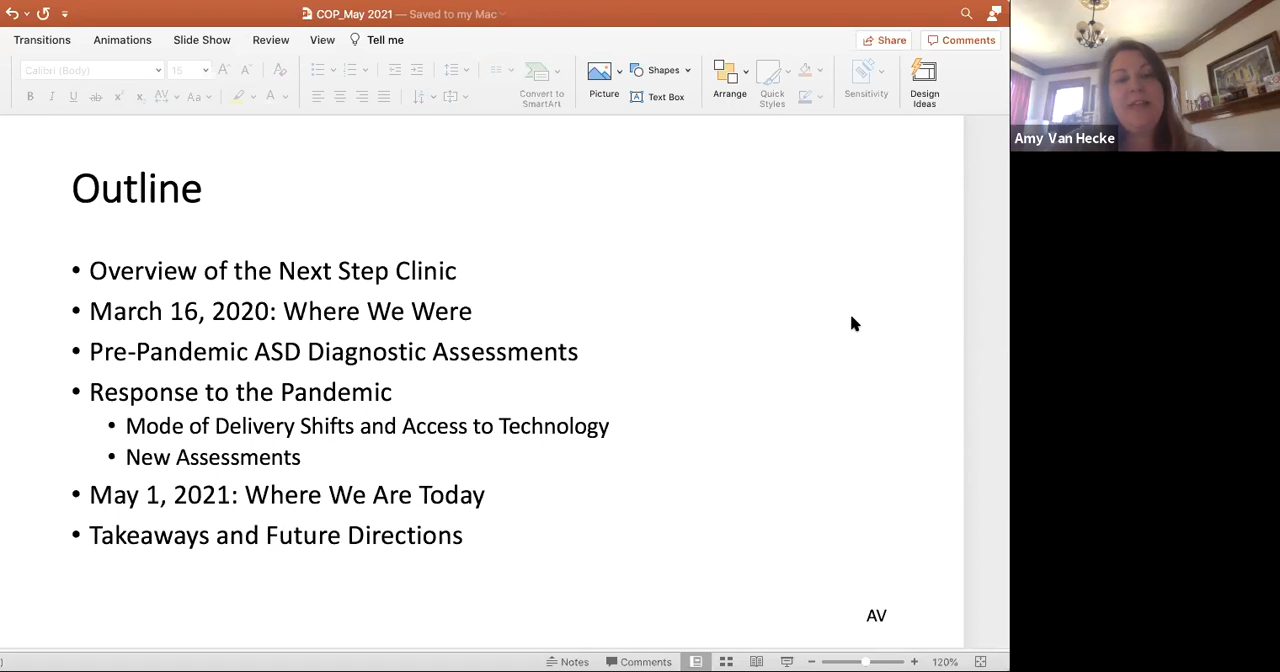 COP_May 2021 — Saved to my Mac
Transitions Animations Slide Show Review View Tell me Share Comments
Calibri (Body) 15 A A A Convert to SmartArt Picture Shapes Text Box Arrange Quick Styles Sensitivity Design Ideas
B I U ab x x AV Aa A
Amy Van Hecke
Outline
• Overview of the Next Step Clinic
• March 16, 2020: Where We Were
• Pre-Pandemic ASD Diagnostic Assessments
• Response to the Pandemic
• Mode of Delivery Shifts and Access to Technology
• New Assessments
• May 1, 2021: Where We Are Today
• Takeaways and Future Directions
AV
Notes Comments 120%